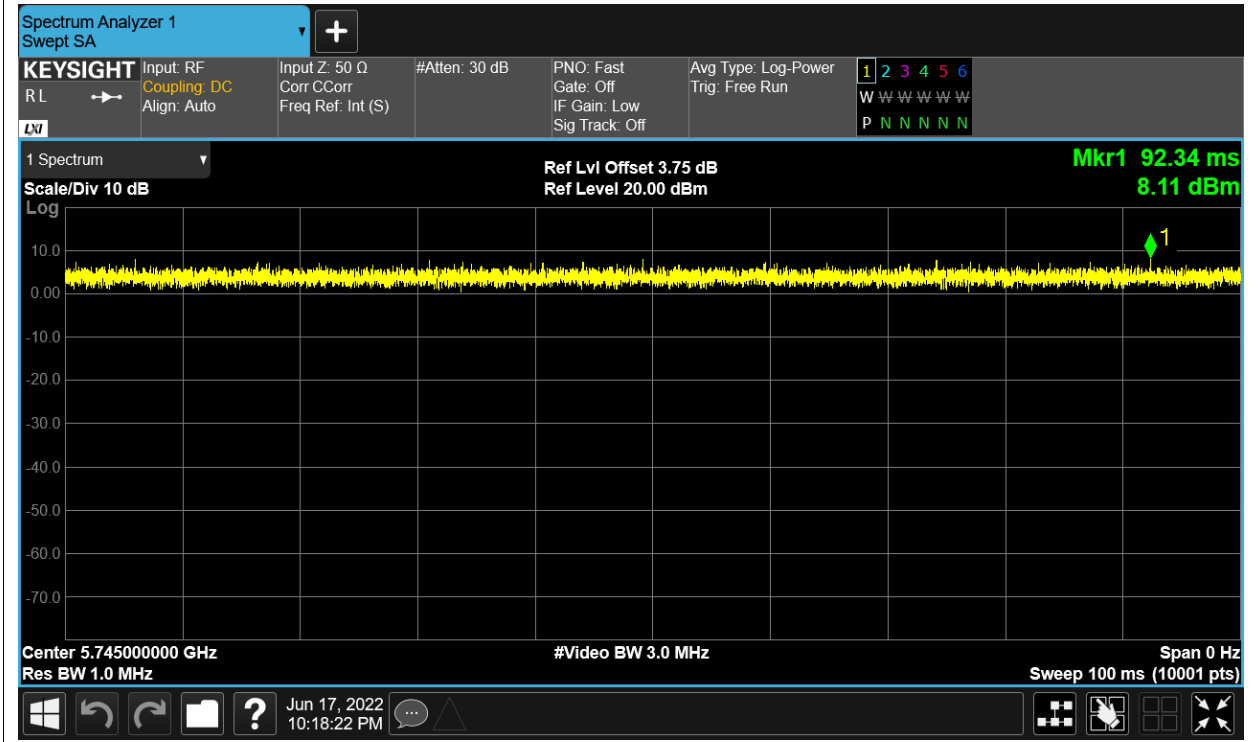 Spectrum Analyzer 1
Swept SA
KEYSIGHT
R L
LXI
Input: RF
Coupling: DC
Align: Auto
Input Z: 50 Ω
Corr CCorr
Freq Ref: Int (S)
#Atten: 30 dB
PNO: Fast
Gate: Off
IF Gain: Low
Sig Track: Off
Avg Type: Log-Power
Trig: Free Run
1 2 3 4 5 6
W W W W W W
P N N N N N
1 Spectrum
Scale/Div 10 dB
Log
Ref Lvl Offset 3.75 dB
Ref Level 20.00 dBm
Mkr1 92.34 ms
8.11 dBm
1
10.0
0.00
-10.0
-20.0
-30.0
-40.0
-50.0
-60.0
-70.0
Center 5.745000000 GHz
#Video BW 3.0 MHz
Span 0 Hz
Res BW 1.0 MHz
Sweep 100 ms (10001 pts)
?
Jun 17, 2022
10:18:22 PM